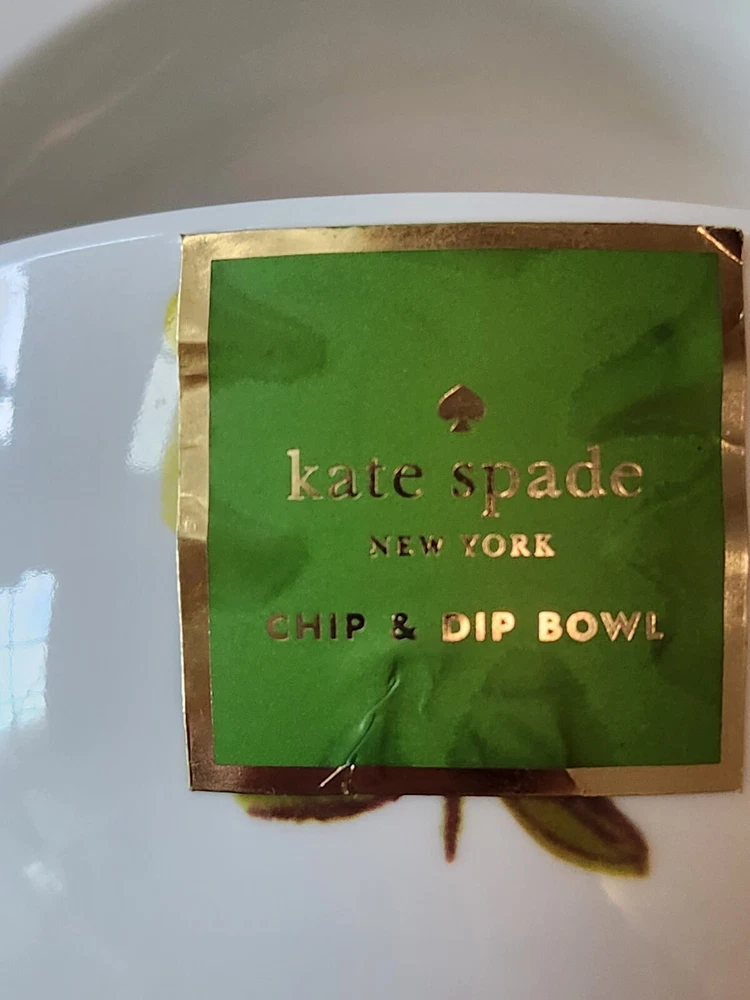 kate spade
NEW YORK
CHIP & DIP BOWL